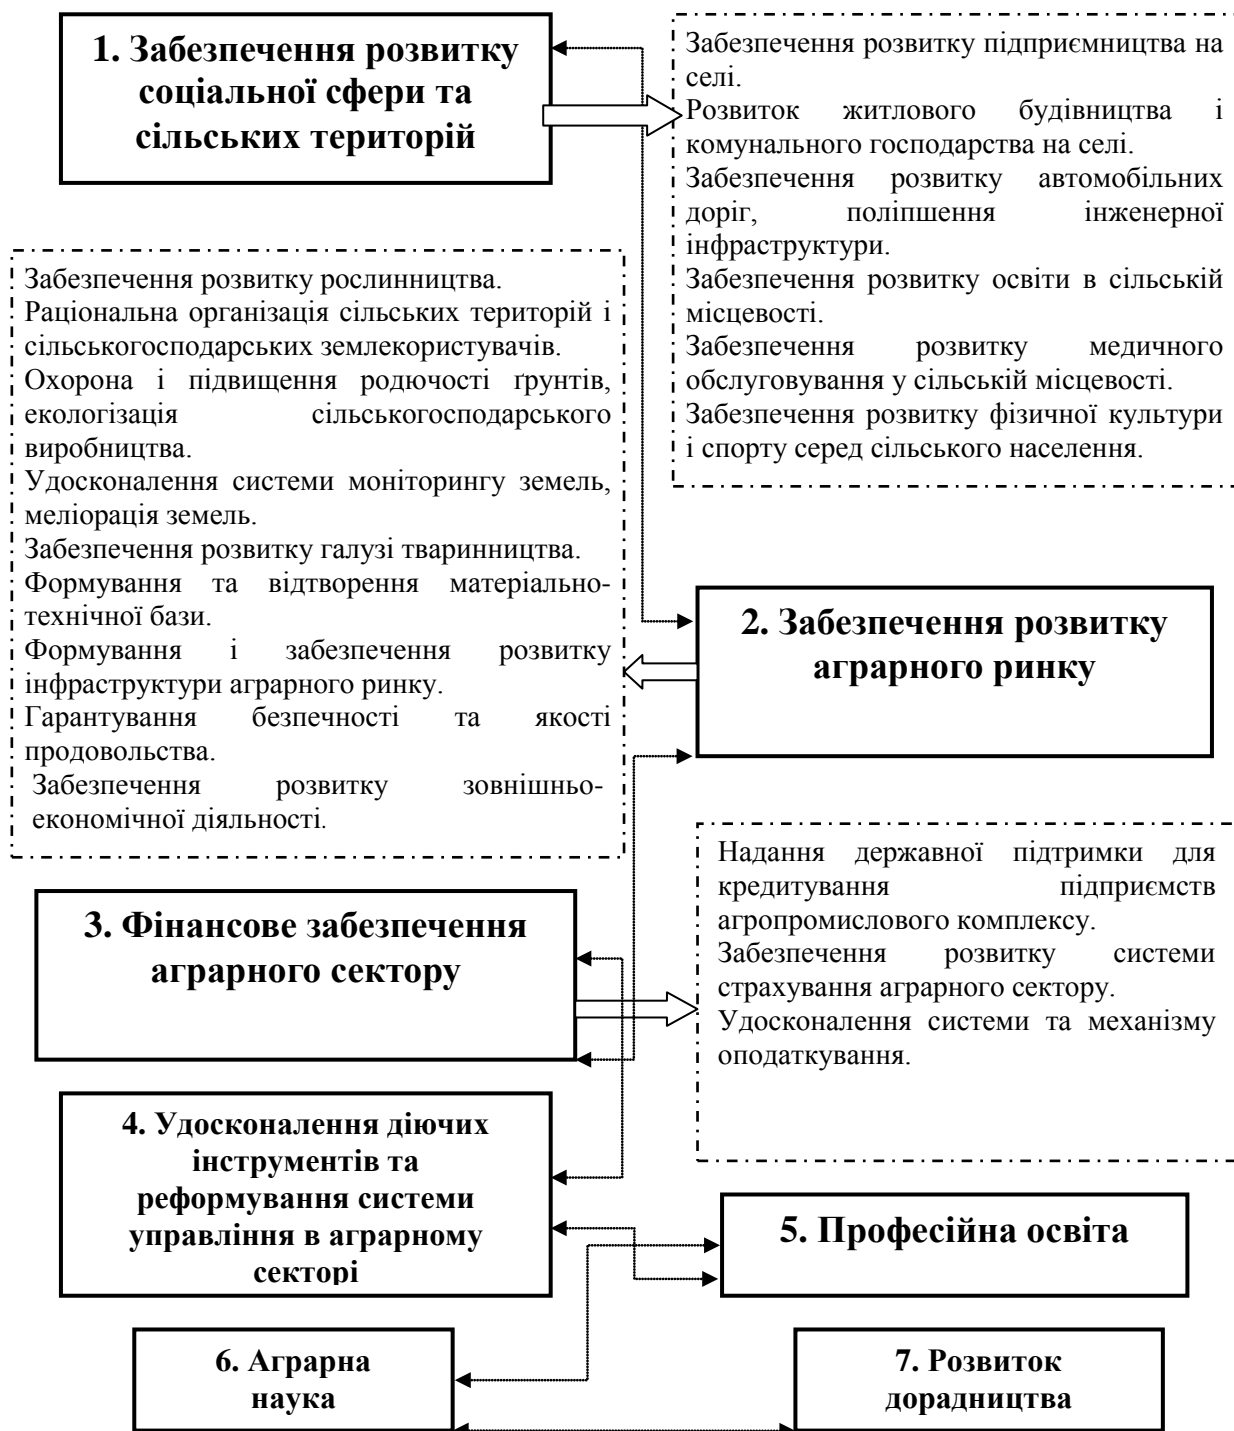 1. Забезпечення розвитку
соціальної сфери та
сільських територій
Забезпечення розвитку підприємництва на
селі.
Розвиток житлового будівництва і
комунального господарства на селі.
Забезпечення розвитку автомобільних
доріг, поліпшення інженерної
інфраструктури.
Забезпечення розвитку освіти в сільській
місцевості.
Забезпечення розвитку медичного
обслуговування у сільській місцевості.
Забезпечення розвитку фізичної культури
і спорту серед сільського населення.
Забезпечення розвитку рослинництва.
Раціональна організація сільських територій і
сільськогосподарських землекористувачів.
Охорона і підвищення родючості ґрунтів,
екологізація сільськогосподарського
виробництва.
Удосконалення системи моніторингу земель,
меліорація земель.
Забезпечення розвитку галузі тваринництва.
Формування та відтворення матеріально-
технічної бази.
Формування і забезпечення розвитку
інфраструктури аграрного ринку.
Гарантування безпечності та якості
продовольства.
Забезпечення розвитку зовнішньо-
економічної діяльності.
2. Забезпечення розвитку
аграрного ринку
3. Фінансове забезпечення
аграрного сектору
Надання державної підтримки для
кредитування підприємств
агропромислового комплексу.
Забезпечення розвитку системи
страхування аграрного сектору.
Удосконалення системи та механізму
оподаткування.
4. Удосконалення діючих
інструментів та
реформування системи
управління в аграрному
секторі
5. Професійна освіта
6. Аграрна
наука
7. Розвиток
дорадництва